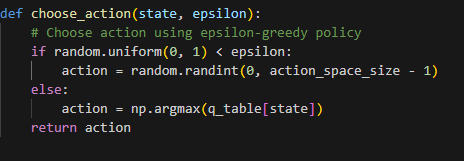 def choose_action(state, epsilon):
    # Choose action using epsilon-greedy policy
    if random.uniform(0, 1) < epsilon:
        action = random.randint(0, action_space_size - 1)
    else:
        action = np.argmax(q_table[state])
    return action